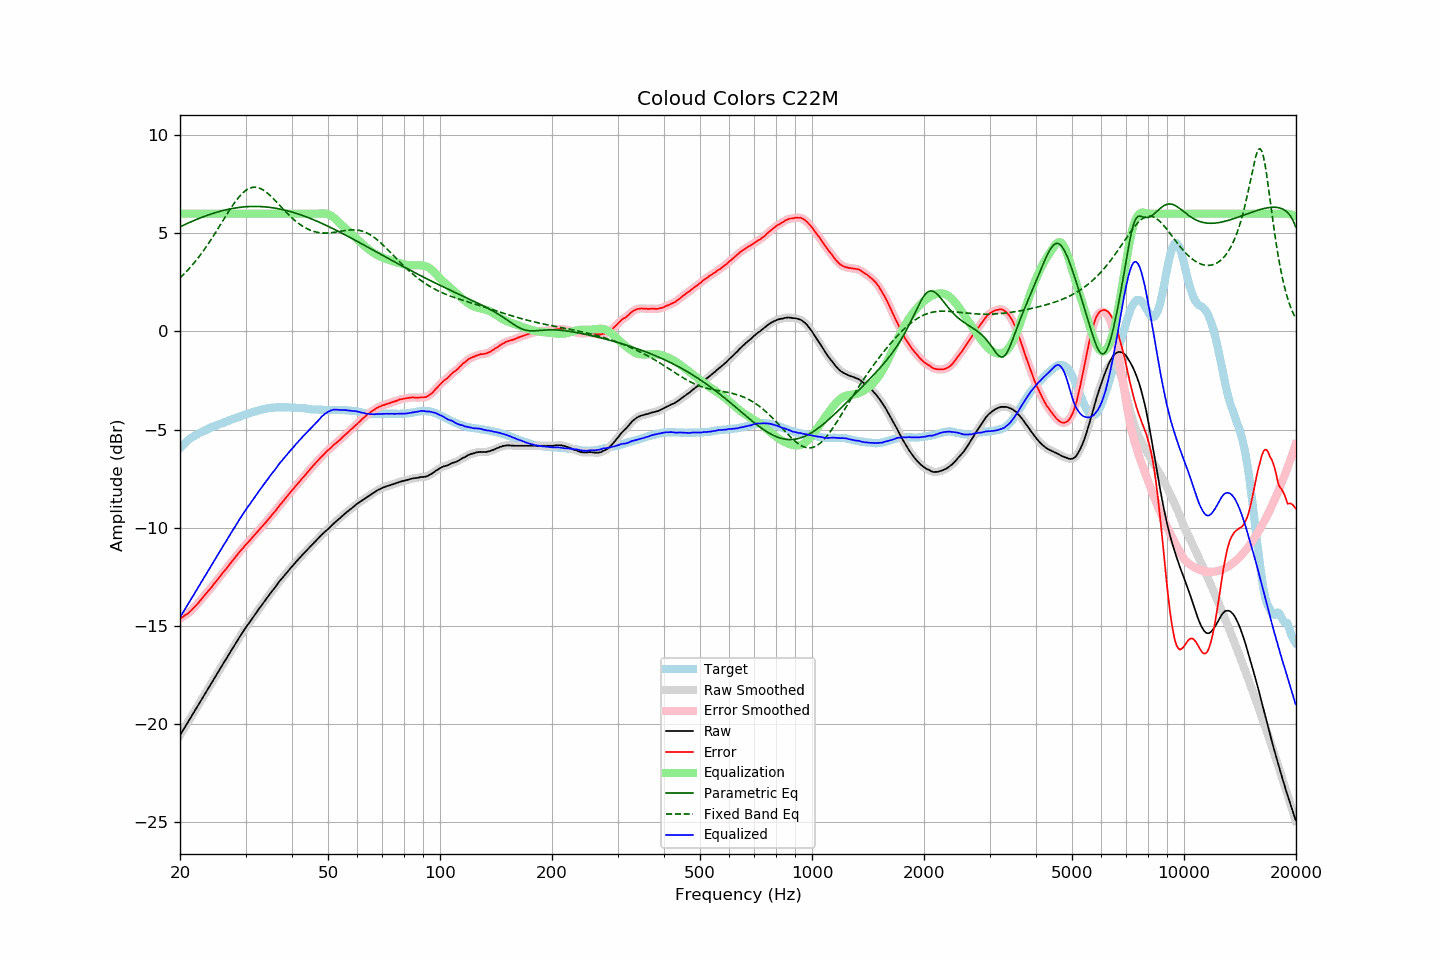 Coloud Colors C22M
10
5
0
−5
−10
−15
−20
−25
Amplitude (dBr)
20
50
100
200
500
1000
2000
5000
10000
20000
Frequency (Hz)
Target
Raw Smoothed
Error Smoothed
Raw
Error
Equalization
Parametric Eq
Fixed Band Eq
Equalized